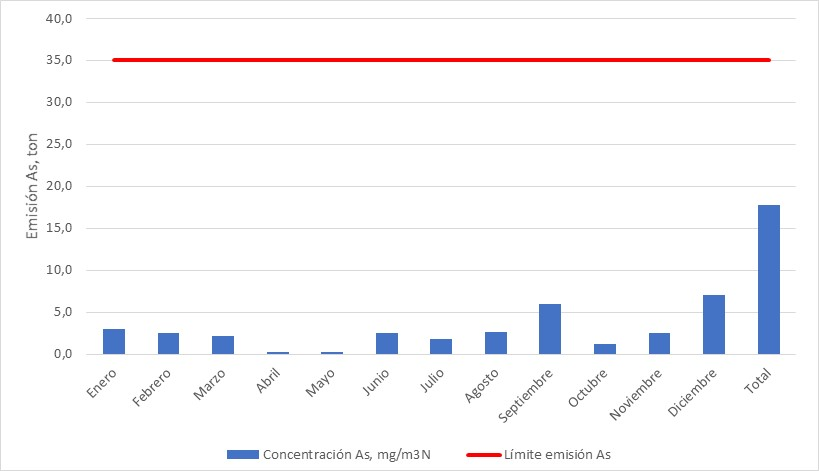 40,0
35,0
30,0
25,0
20,0
15,0
10,0
5,0
0,0
Emisión As, ton
Enero
Febrero
Marzo
Abril
Mayo
Junio
Julio
Agosto
Septiembre
Octubre
Noviembre
Diciembre
Total
Concentración As, mg/m3N
Límite emisión As